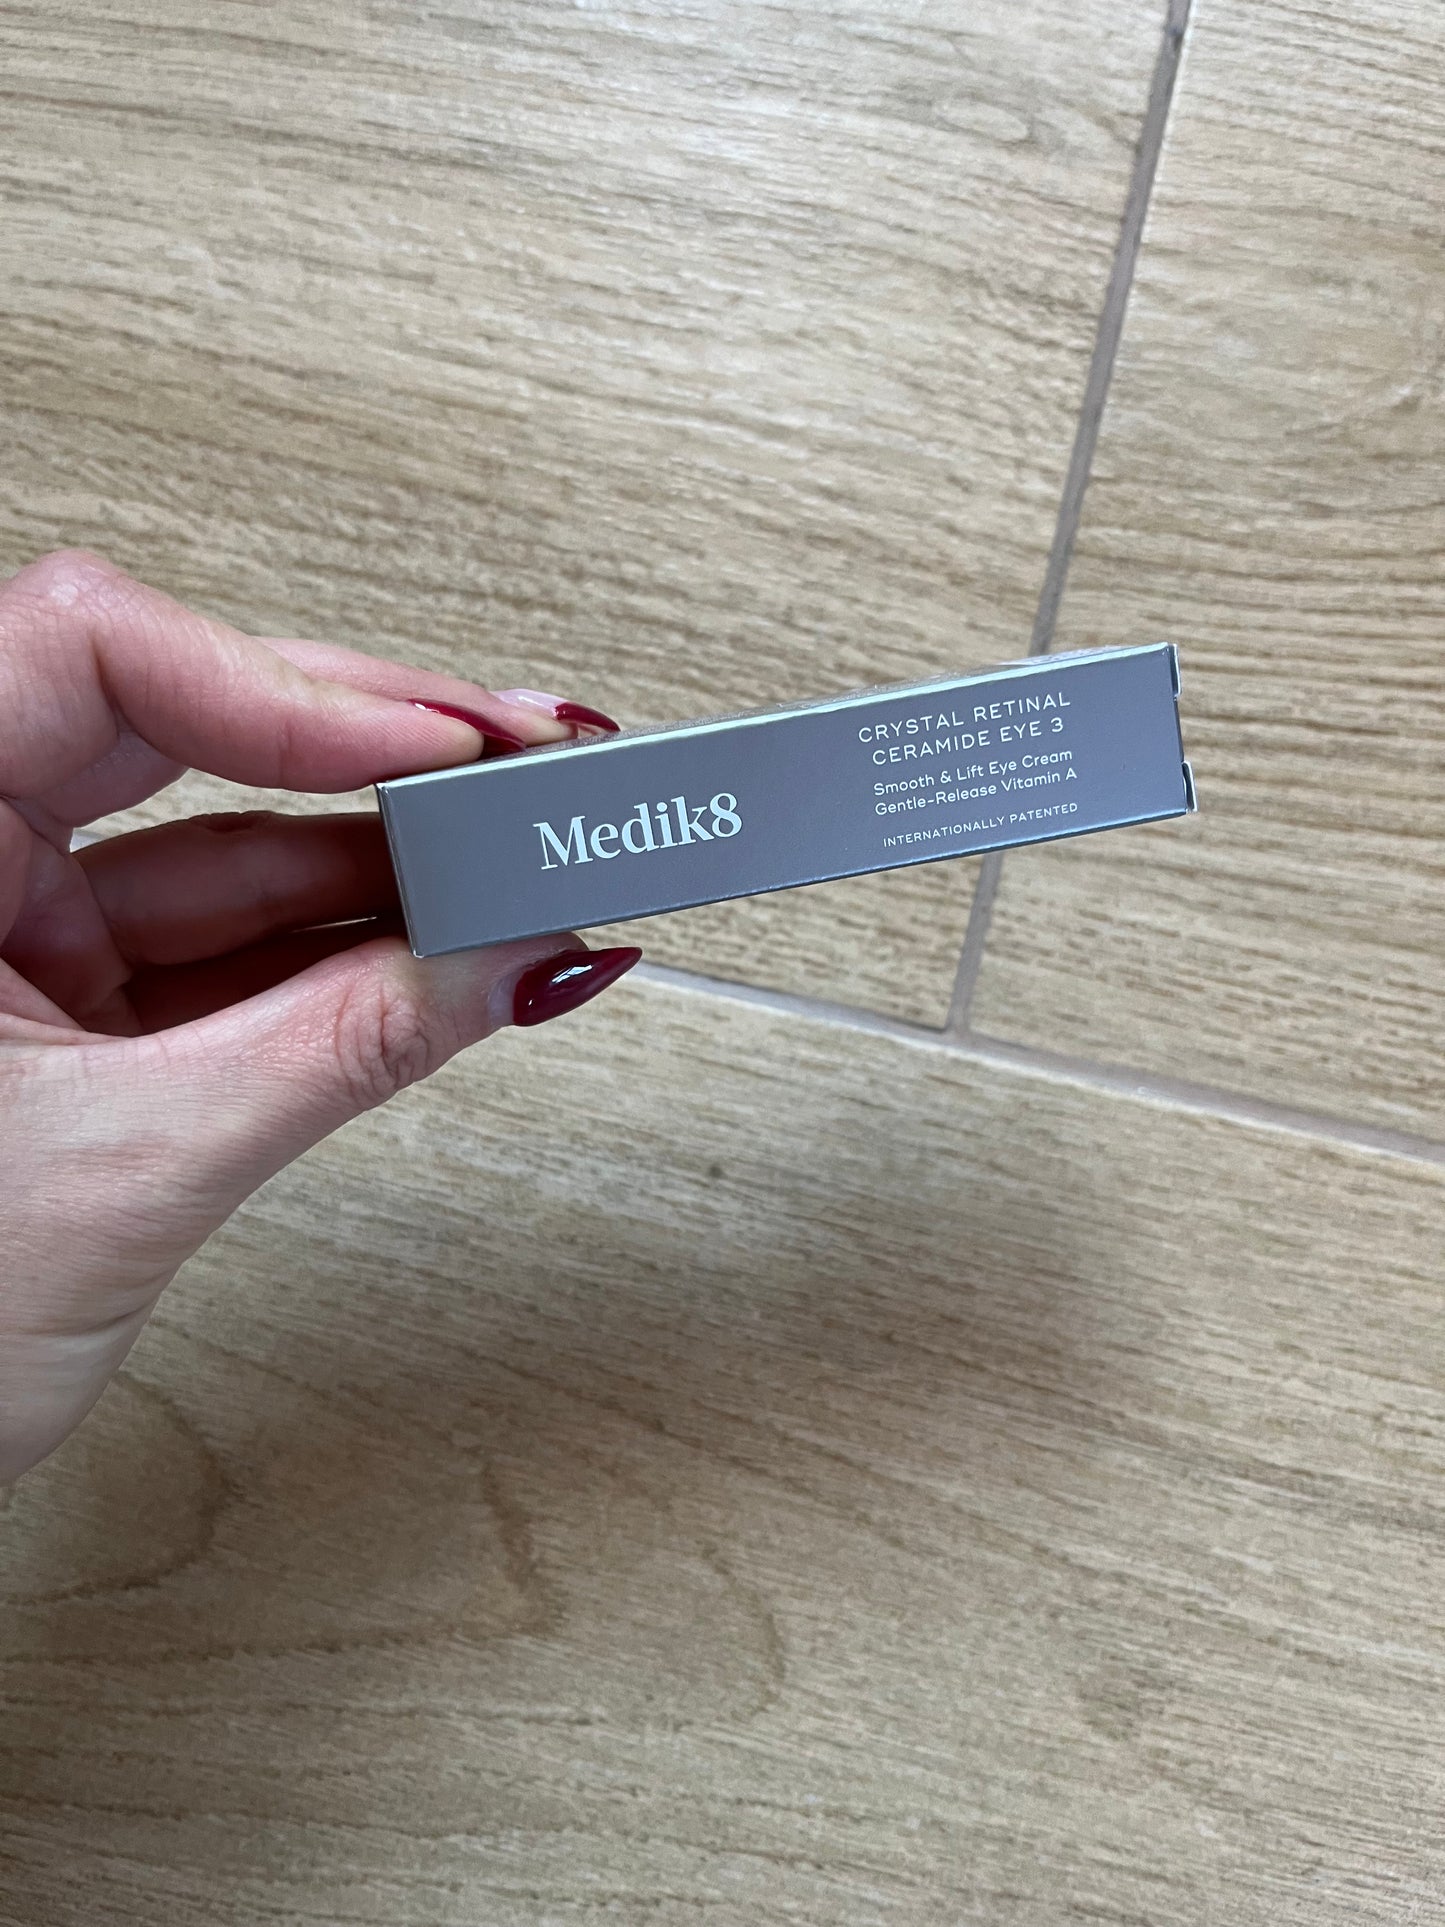 Medik8
CRYSTAL RETINAL
CERAMIDE EYE 3
Smooth & Lift Eye Cream
Gentle-Release Vitamin A
INTERNATIONALLY PATENTED